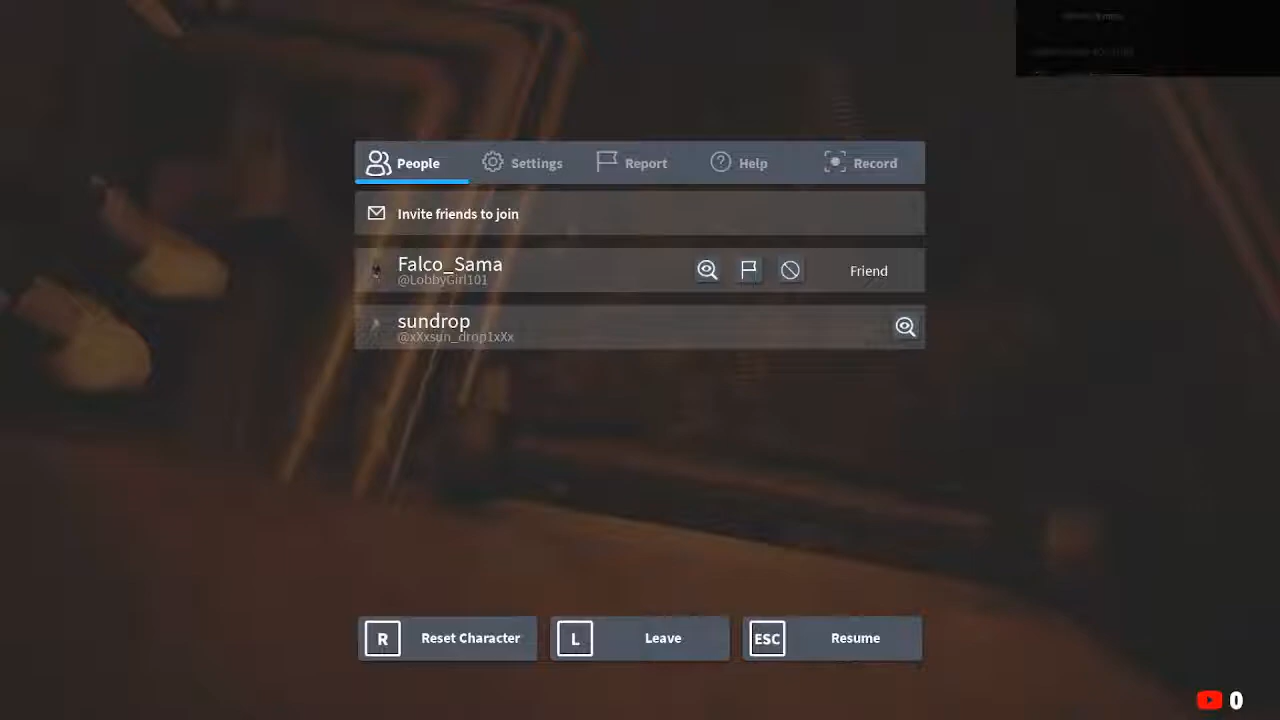 People
Settings
Report
Help
Record
Invite friends to join
Falco_Sama
@LobbyGirl101
Friend
sundrop
@xXxsun_drop1xXx
R Reset Character
L Leave
ESC Resume
0